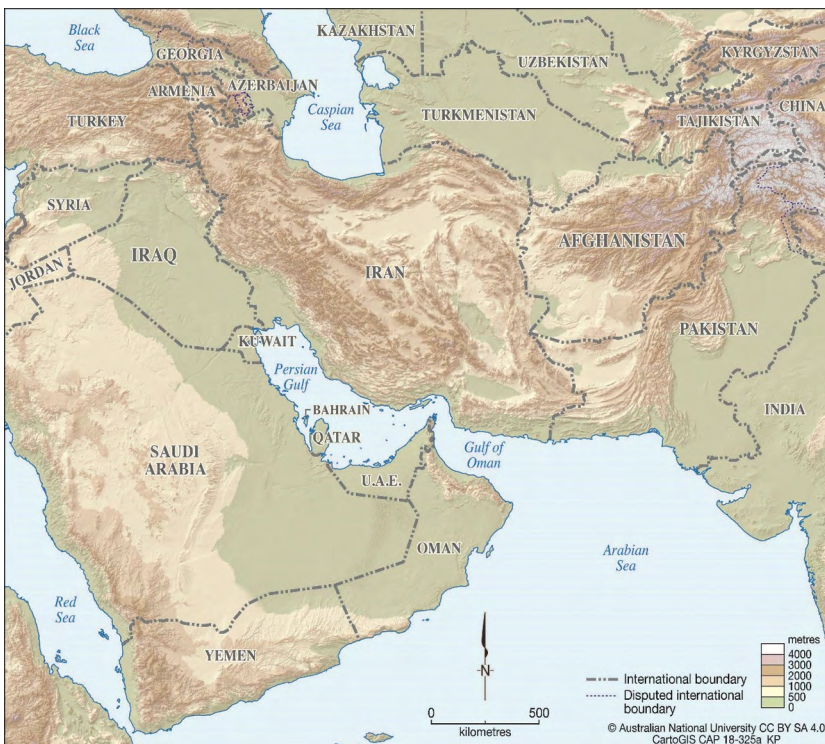 Black
Sea
KAZAKHSTAN
GEORGIA
UZBEKISTAN
KYRGYZSTAN
ARMENIA
AZERBAIJAN
Caspian
Sea
TURKMENISTAN
TAJIKISTAN
CHINA
TURKEY
SYRIA
IRAQ
JORDAN
IRAN
AFGHANISTAN
KUWAIT
PAKISTAN
Persian
Gulf
BAHRAIN
QATAR
INDIA
SAUDI
ARABIA
Gulf of
Oman
U.A.E.
OMAN
Arabian
Sea
Red
Sea
YEMEN
N
0 500
kilometres
International boundary
Disputed international
boundary
metres
4000
3000
2000
1000
500
0
© Australian National University CC BY SA 4.0
CartoGIS CAP 18-325a_KP